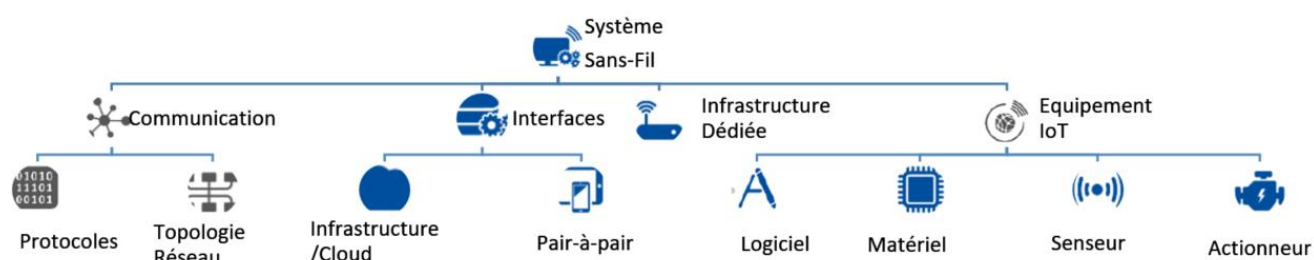 Système
Sans-Fil
Communication
Interfaces
Infrastructure
Dédiée
Equipement
IoT
01010
11101
00101
Protocoles
Topologie
Réseau
Infrastructure
/Cloud
Pair-à-pair
Logiciel
Matériel
Senseur
Actionneur